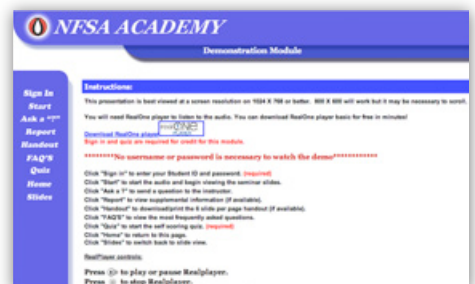 NFSA ACADEMY
Demonstration Module
Sign In
Start
Ask a "?"
Report
Handout
FAQ'S
Quiz
Home
Slides
Instructions:
This presentation is best viewed at a screen resolution on 1024 X 768 or better. 800 X 600 will work but it may be necessary to scroll.
You will need RealOne player to listen to the audio. You can download RealOne player basic for free in minutes!
Download RealOne player
Sign in and quiz are required for credit for this module.
********No username or password is necessary to watch the demo************
Click "Sign in" to enter your Student ID and password. (required)
Click "Start" to start the audio and begin viewing the seminar slides.
Click "Ask a ?" to send a question to the instructor.
Click "Report" to view supplemental information (if available).
Click "Handout" to download/print the 6 slide per page handout (if available).
Click "FAQ'S" to view the most frequently asked questions.
Click "Quiz" to start the self scoring quiz. (required)
Click "Home" to return to this page.
Click "Slides" to switch back to slide view.
RealPlayer controls:
Press to play or pause Realplayer.
Press to stop Realplayer.